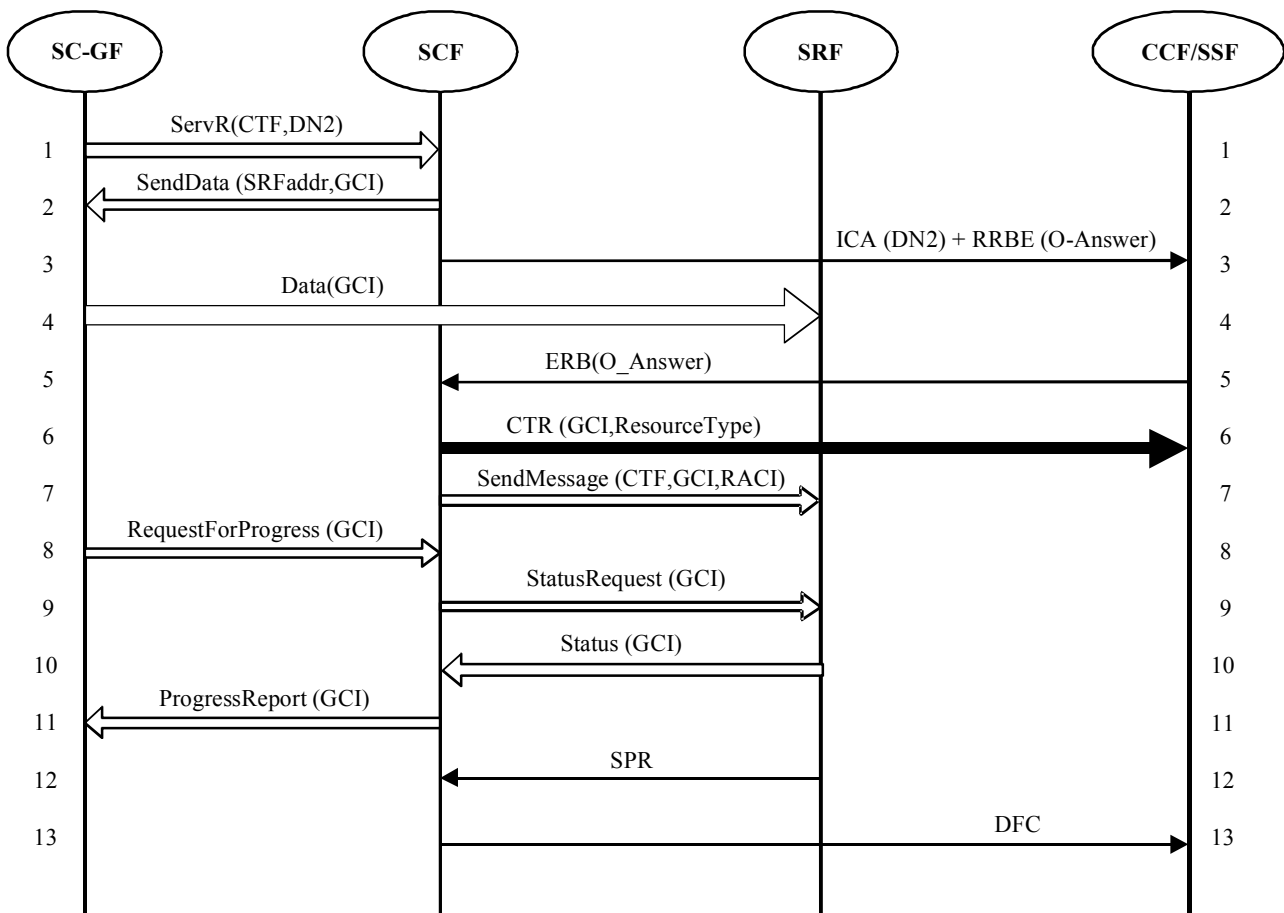 SC-GF SCF SRF CCF/SSF
ServR(CTF,DN2)
1 1
SendData (SRFaddr,GCI)
2 2
ICA (DN2) + RRBE (O-Answer)
3 3
Data(GCI)
4 4
ERB(O_Answer)
5 5
CTR (GCI,ResourceType)
6 6
SendMessage (CTF,GCI,RACI)
7 7
RequestForProgress (GCI)
8 8
StatusRequest (GCI)
9 9
Status (GCI)
10 10
ProgressReport (GCI)
11 11
SPR
12 12
DFC
13 13